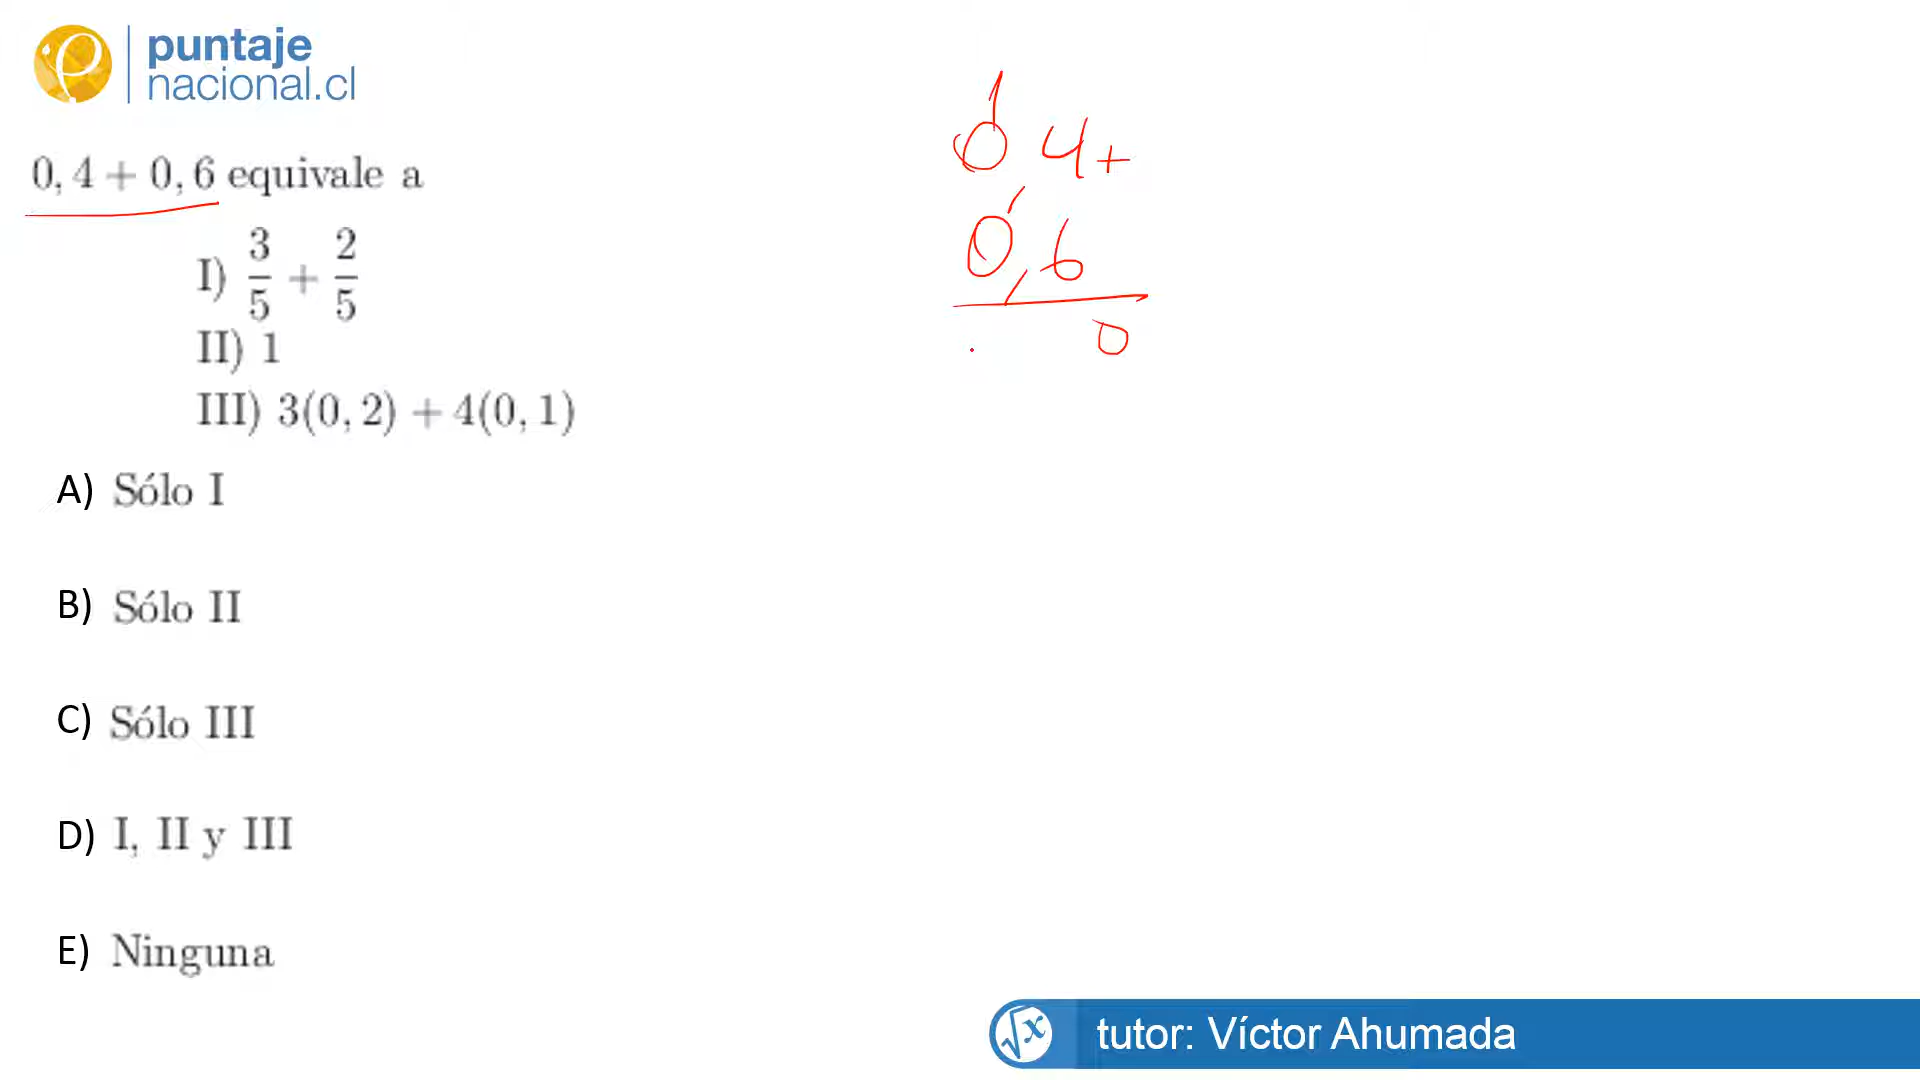 puntaje
nacional.cl
0, 4 + 0, 6 equivale a
I) 3/5 + 2/5
II) 1
III) 3(0, 2) + 4(0, 1)
A) Sólo I
B) Sólo II
C) Sólo III
D) I, II y III
E) Ninguna
0 4 +
0,6
0
√x tutor: Víctor Ahumada